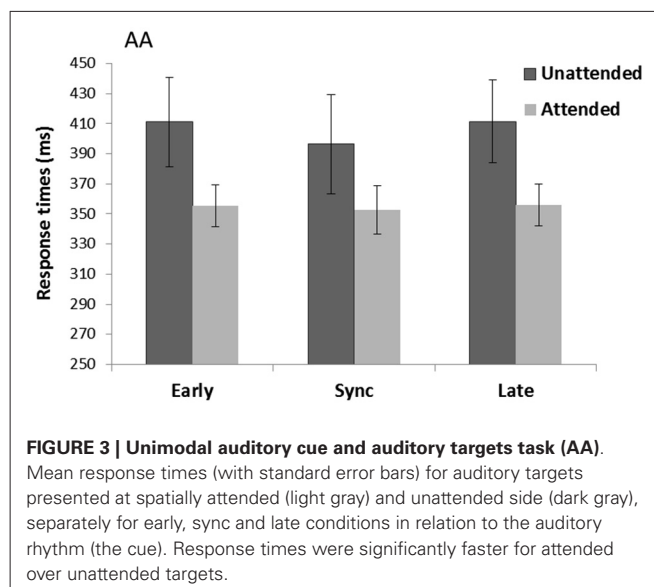 AA
450
430
410
390
370
350
330
310
290
270
250
Response times (ms)
Unattended
Attended
Early Sync Late
FIGURE 3 | Unimodal auditory cue and auditory targets task (AA).
Mean response times (with standard error bars) for auditory targets
presented at spatially attended (light gray) and unattended side (dark gray),
separately for early, sync and late conditions in relation to the auditory
rhythm (the cue). Response times were significantly faster for attended
over unattended targets.